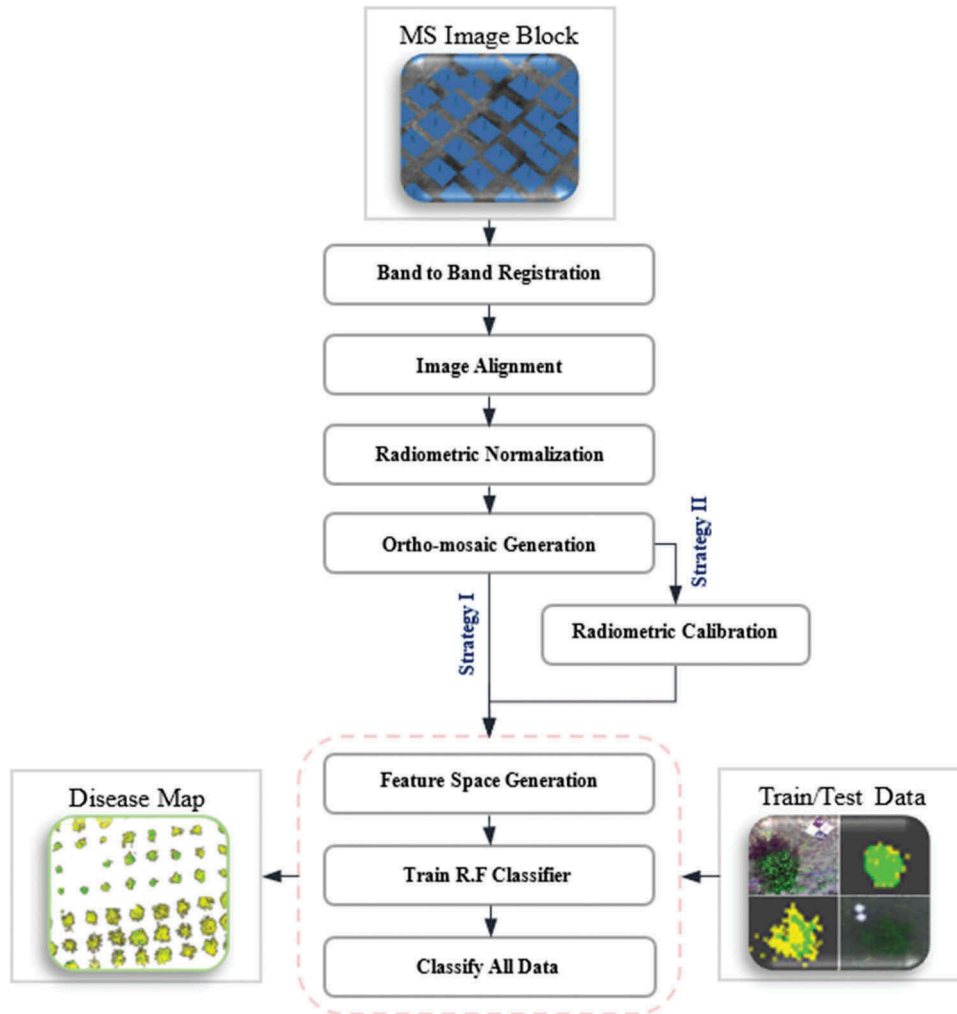 MS Image Block
Band to Band Registration
Image Alignment
Radiometric Normalization
Ortho-mosaic Generation
Strategy II
Strategy I
Radiometric Calibration
Feature Space Generation
Disease Map
Train/Test Data
Train R.F Classifier
Classify All Data